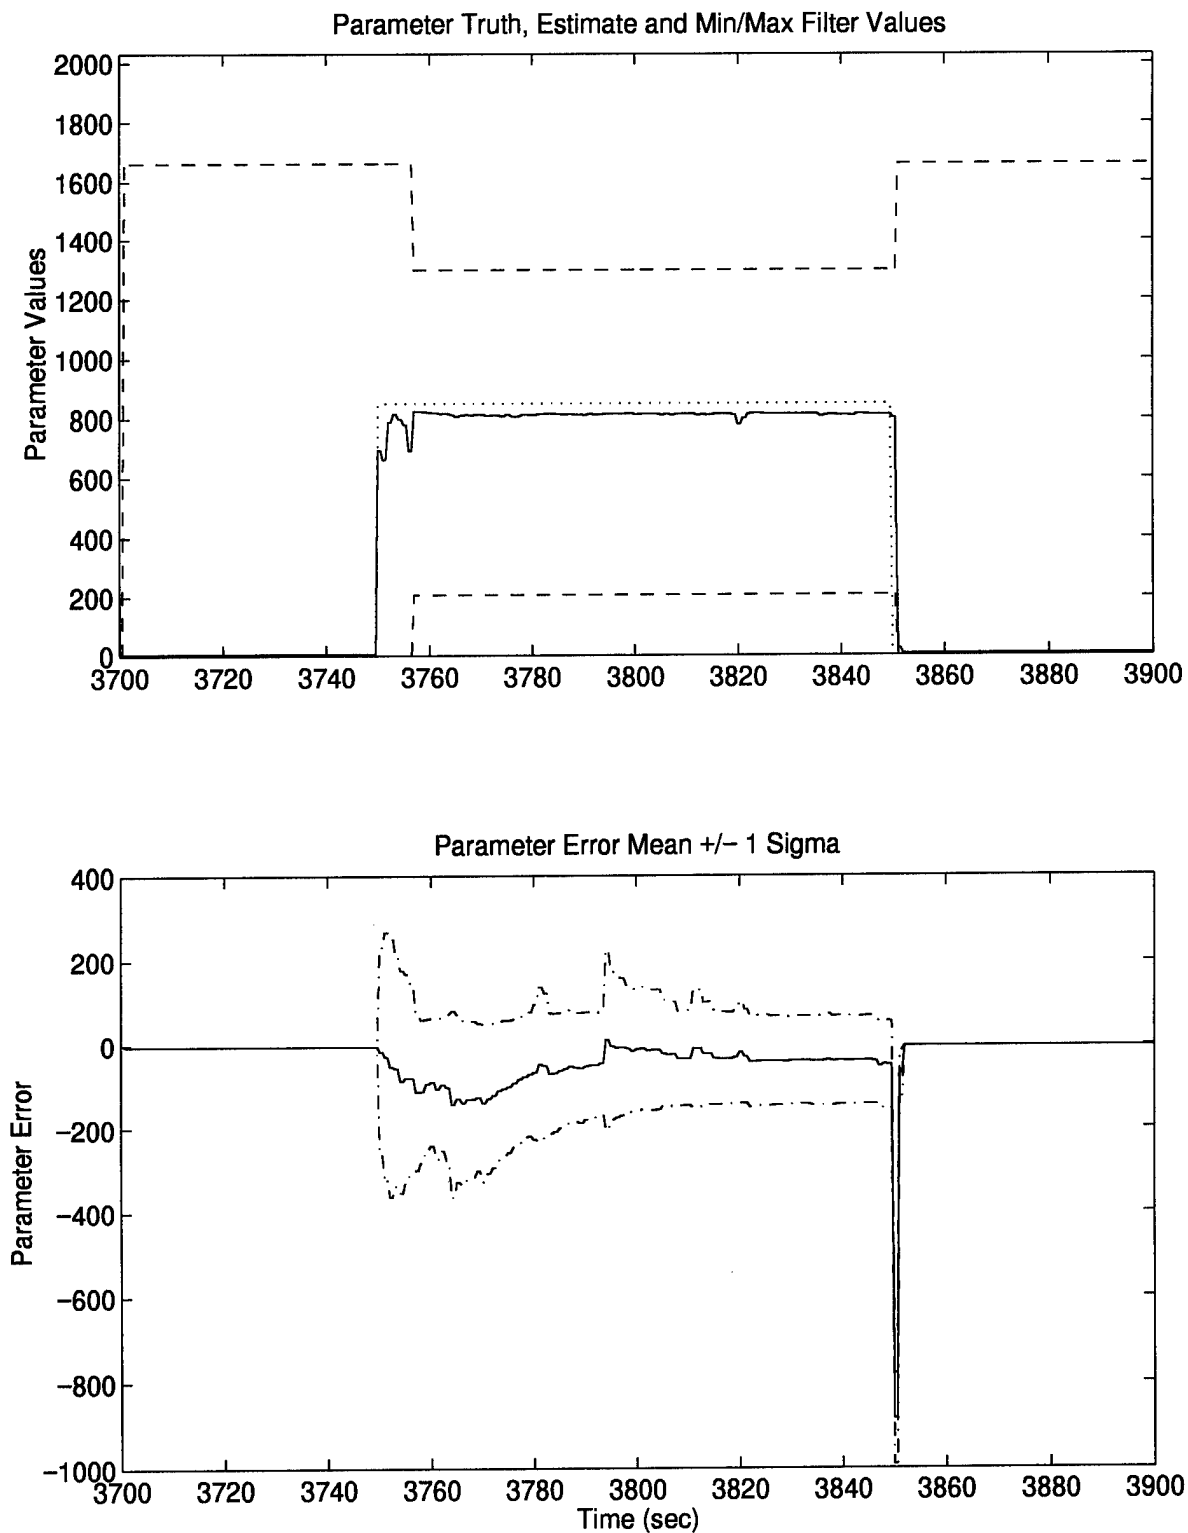 Parameter Truth, Estimate and Min/Max Filter Values
Parameter Values
2000
1800
1600
1400
1200
1000
800
600
400
200
0
3700 3720 3740 3760 3780 3800 3820 3840 3860 3880 3900
Parameter Error Mean +/− 1 Sigma
Parameter Error
400
200
0
−200
−400
−600
−800
−1000
3700 3720 3740 3760 3780 3800 3820 3840 3860 3880 3900
Time (sec)